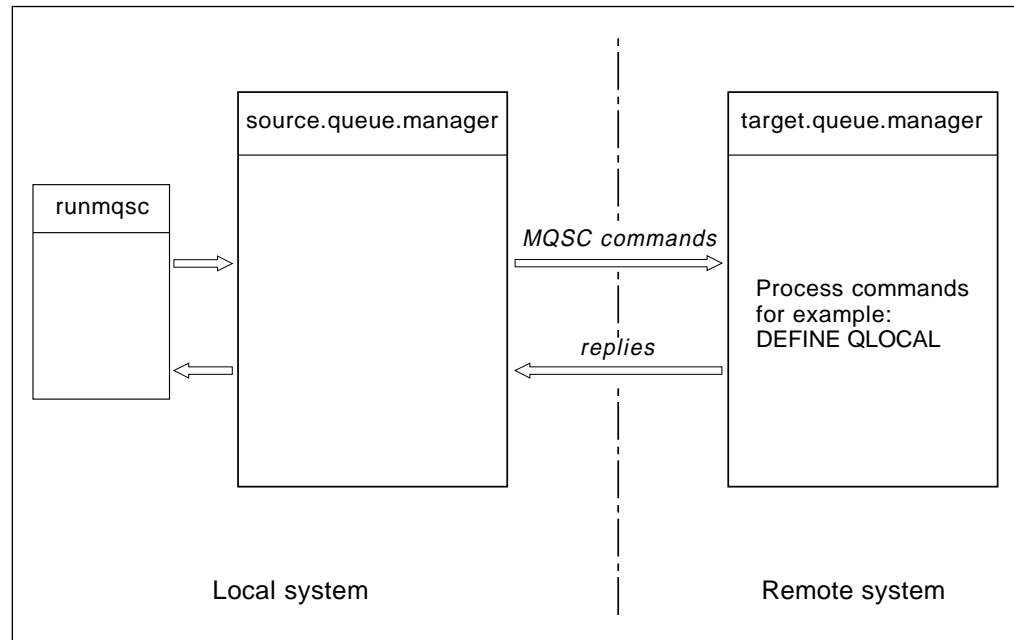 source.queue.manager
target.queue.manager
runmqsc
MQSC commands
Process commands
for example:
DEFINE QLOCAL
replies
Local system
Remote system